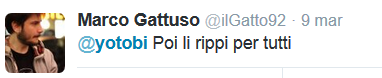 Marco Gattuso @ilGatto92 · 9 mar
@yotobi Poi li rippi per tutti